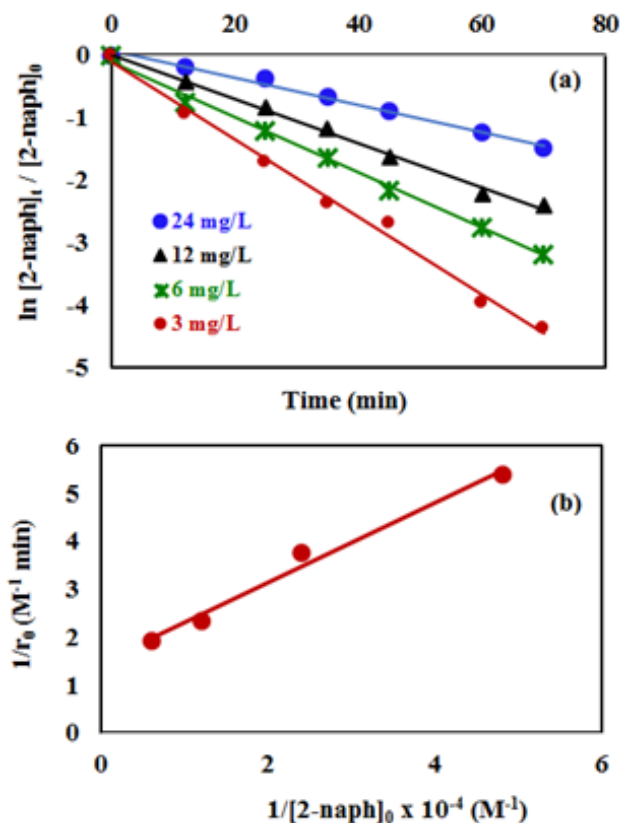 0 20 40 60 80
0
-1
-2
-3
-4
-5
(a)
ln [2-naph]t / [2-naph]0
24 mg/L
12 mg/L
6 mg/L
3 mg/L
Time (min)
6
5
4
3
2
1
0
(b)
1/r0 (M-1 min)
0 2 4 6
1/[2-naph]0 x 10-4 (M-1)